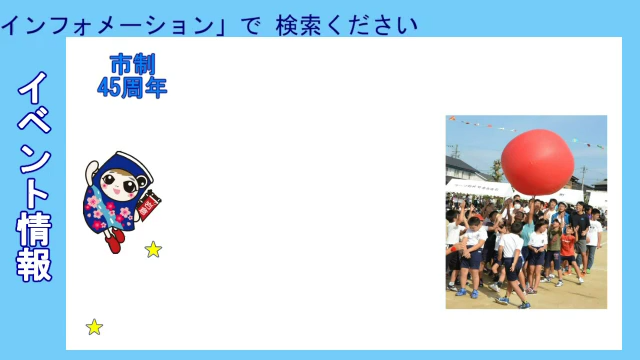 インフォメーション」で 検索ください
イベント情報
市制
45周年